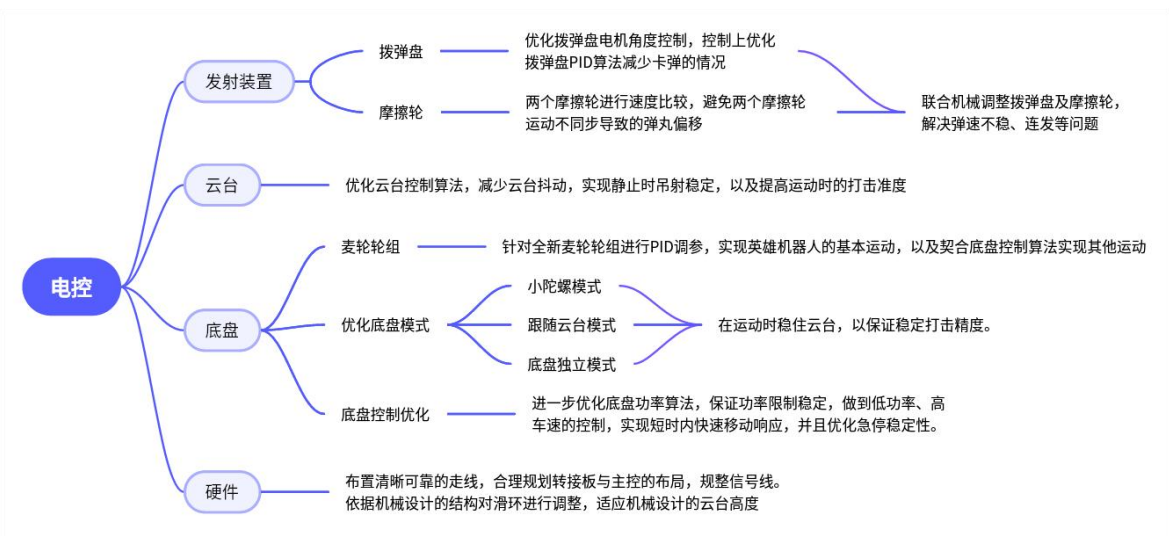 电控
发射装置
拨弹盘
优化拨弹盘电机角度控制，控制上优化
拨弹盘PID算法减少卡弹的情况
摩擦轮
两个摩擦轮进行速度比较，避免两个摩擦轮
运动不同步导致的弹丸偏移
联合机械调整拨弹盘及摩擦轮，
解决弹速不稳、连发等问题
云台
优化云台控制算法，减少云台抖动，实现静止时吊射稳定，以及提高运动时的打击准度
底盘
麦轮轮组
针对全新麦轮轮组进行PID调参，实现英雄机器人的基本运动，以及契合底盘控制算法实现其他运动
优化底盘模式
小陀螺模式
跟随云台模式
底盘独立模式
在运动时稳住云台，以保证稳定打击精度。
底盘控制优化
进一步优化底盘功率算法，保证功率限制稳定，做到低功率、高
车速的控制，实现短时内快速移动响应，并且优化急停稳定性。
硬件
布置清晰可靠的走线，合理规划转接板与主控的布局，规整信号线。
依据机械设计的结构对滑环进行调整，适应机械设计的云台高度